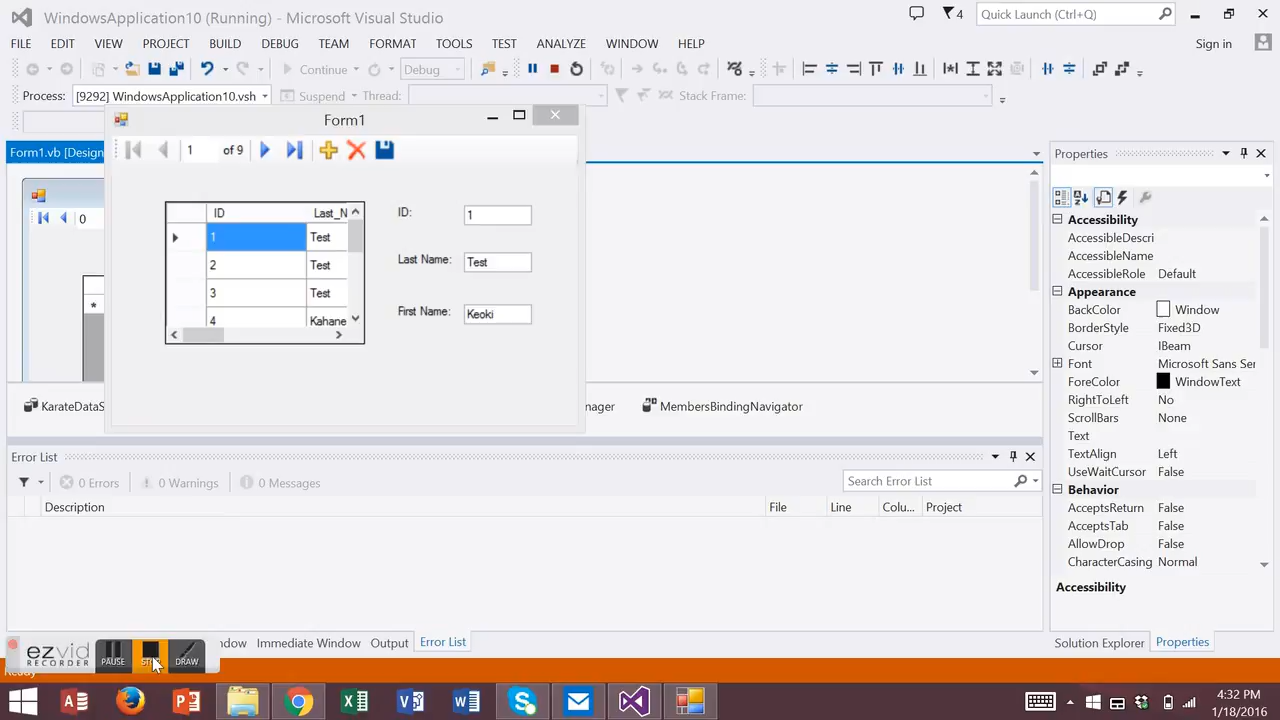 WindowsApplication10 (Running) - Microsoft Visual Studio
4
Quick Launch (Ctrl+Q)
FILE EDIT VIEW PROJECT BUILD DEBUG TEAM FORMAT TOOLS TEST ANALYZE WINDOW HELP
Sign in
Continue
Debug
Process: [9292] WindowsApplication10.vsh
Suspend
Thread:
Stack Frame:
Form1
Form1.vb [Design
1 of 9
0
ID Last_N
1 Test
2 Test
3 Test
4 Kahane
*
ID: 1
Last Name: Test
First Name: Keoki
KarateDataS
nager
MembersBindingNavigator
Error List
0 Errors
0 Warnings
0 Messages
Search Error List
Description File Line Colu... Project
Properties
Accessibility
AccessibleDescri
AccessibleName
AccessibleRole Default
Appearance
BackColor Window
BorderStyle Fixed3D
Cursor IBeam
Font Microsoft Sans Ser
ForeColor WindowText
RightToLeft No
ScrollBars None
Text
TextAlign Left
UseWaitCursor False
Behavior
AcceptsReturn False
AcceptsTab False
AllowDrop False
CharacterCasing Normal
Accessibility
ezvid
RECORDER
PAUSE
DRAW
ndow
Immediate Window
Output
Error List
Solution Explorer
Properties
4:32 PM
1/18/2016